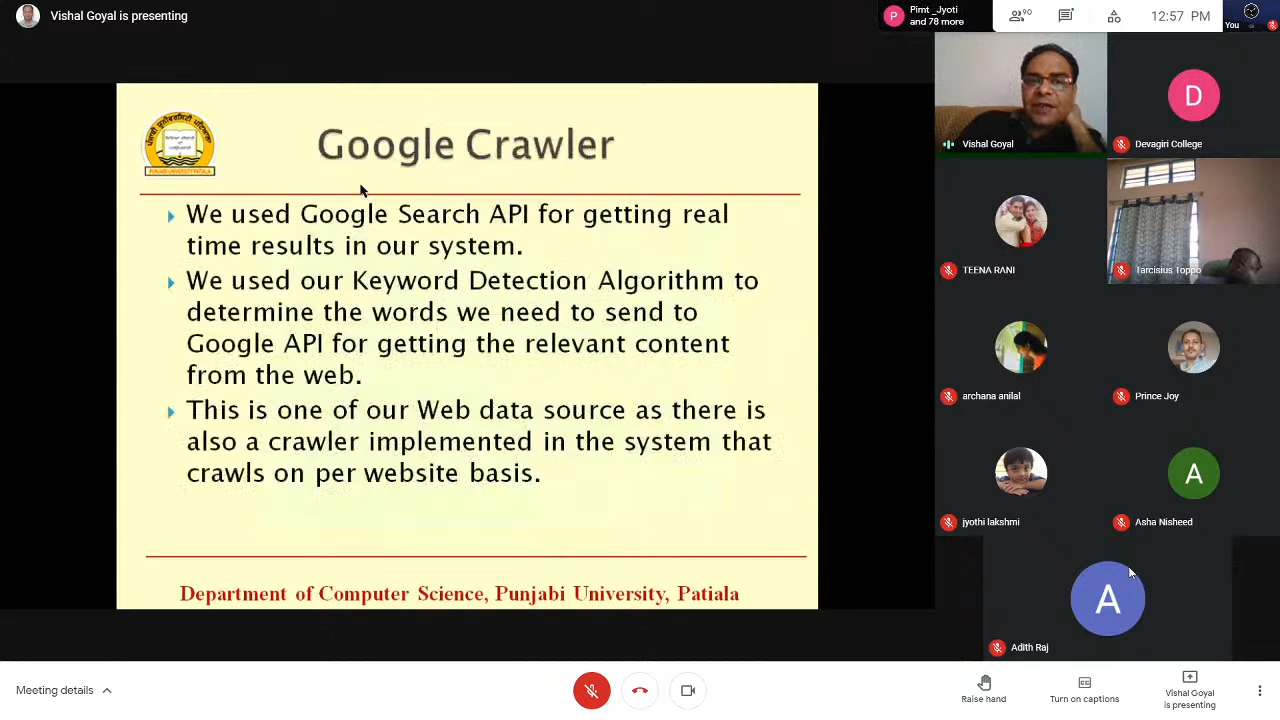 Vishal Goyal is presenting
P
Pimt _Jyoti
and 78 more
90
12:57 PM
You
Google Crawler
PUNJABI UNIVERSITY PATIALA
We used Google Search API for getting real
time results in our system.
We used our Keyword Detection Algorithm to
determine the words we need to send to
Google API for getting the relevant content
from the web.
This is one of our Web data source as there is
also a crawler implemented in the system that
crawls on per website basis.
Department of Computer Science, Punjabi University, Patiala
Vishal Goyal
D
Devagiri College
TEENA RANI
Tarcisius Toppo
archana anilal
Prince Joy
jyothi lakshmi
A
Asha Nisheed
A
Adith Raj
Meeting details
Raise hand
Turn on captions
Vishal Goyal
is presenting